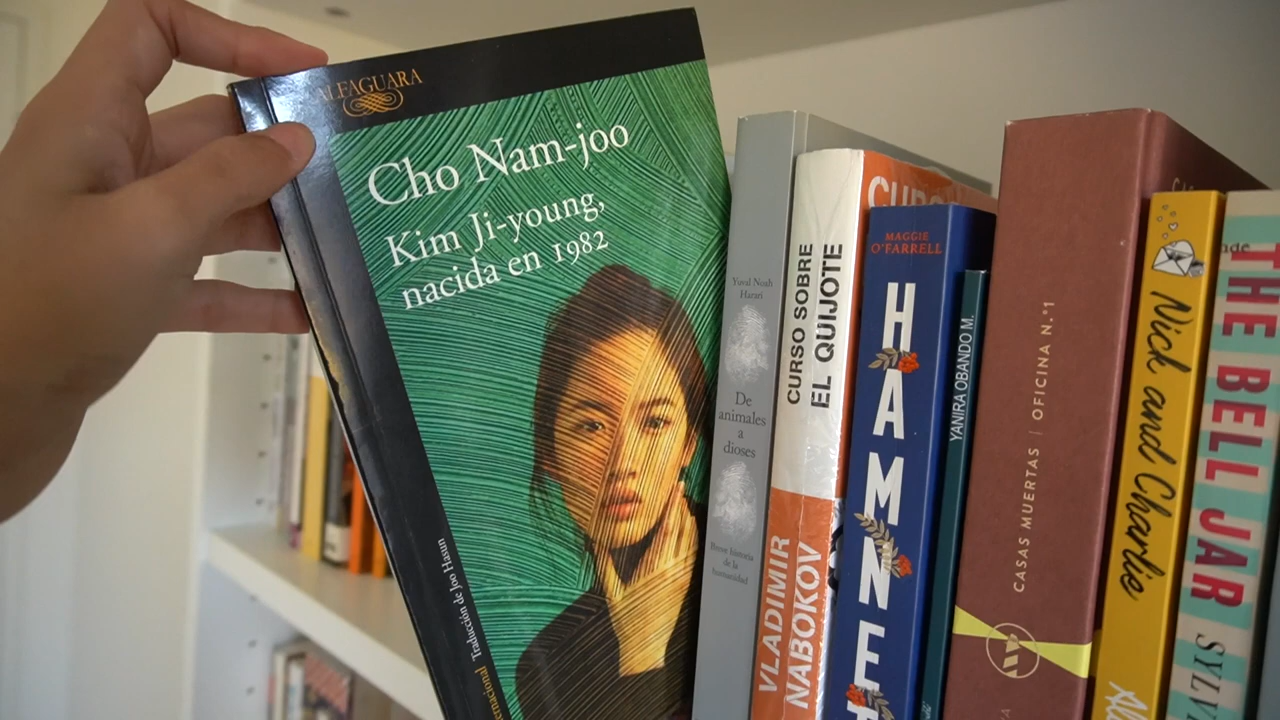 ALFAGUARA
Cho Nam-joo
Kim Ji-young,
nacida en 1982
Traducción de Joo Hasun
Yuval Noah
Harari
De
animales
a
dioses
Breve historia
de la
humanidad
CURSO SOBRE
EL QUIJOTE
VLADIMIR
NABOKOV
MAGGIE
O'FARRELL
HAMNET
YANIRA OBANDO M.
CASAS MUERTAS | OFICINA N.º1
Nick and Charlie
THE BELL JAR